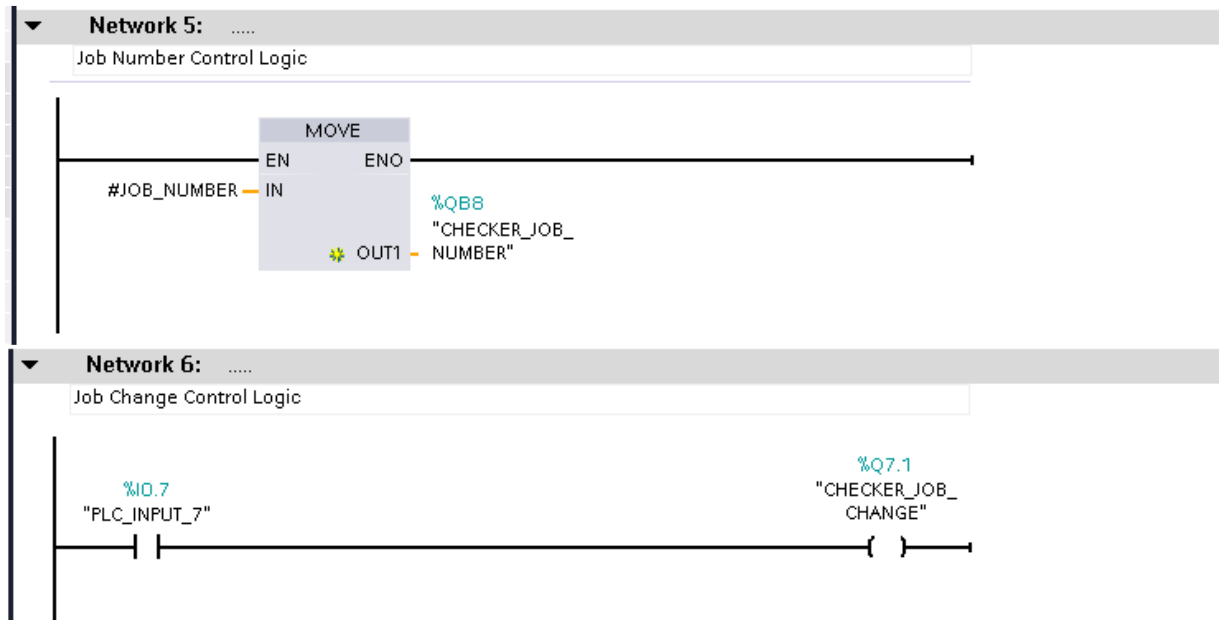 Network 5: .....
Job Number Control Logic
MOVE
EN ENO
#JOB_NUMBER IN
%QB8
"CHECKER_JOB_
OUT1 NUMBER"
Network 6: .....
Job Change Control Logic
%Q7.1
%I0.7 "CHECKER_JOB_
"PLC_INPUT_7" CHANGE"